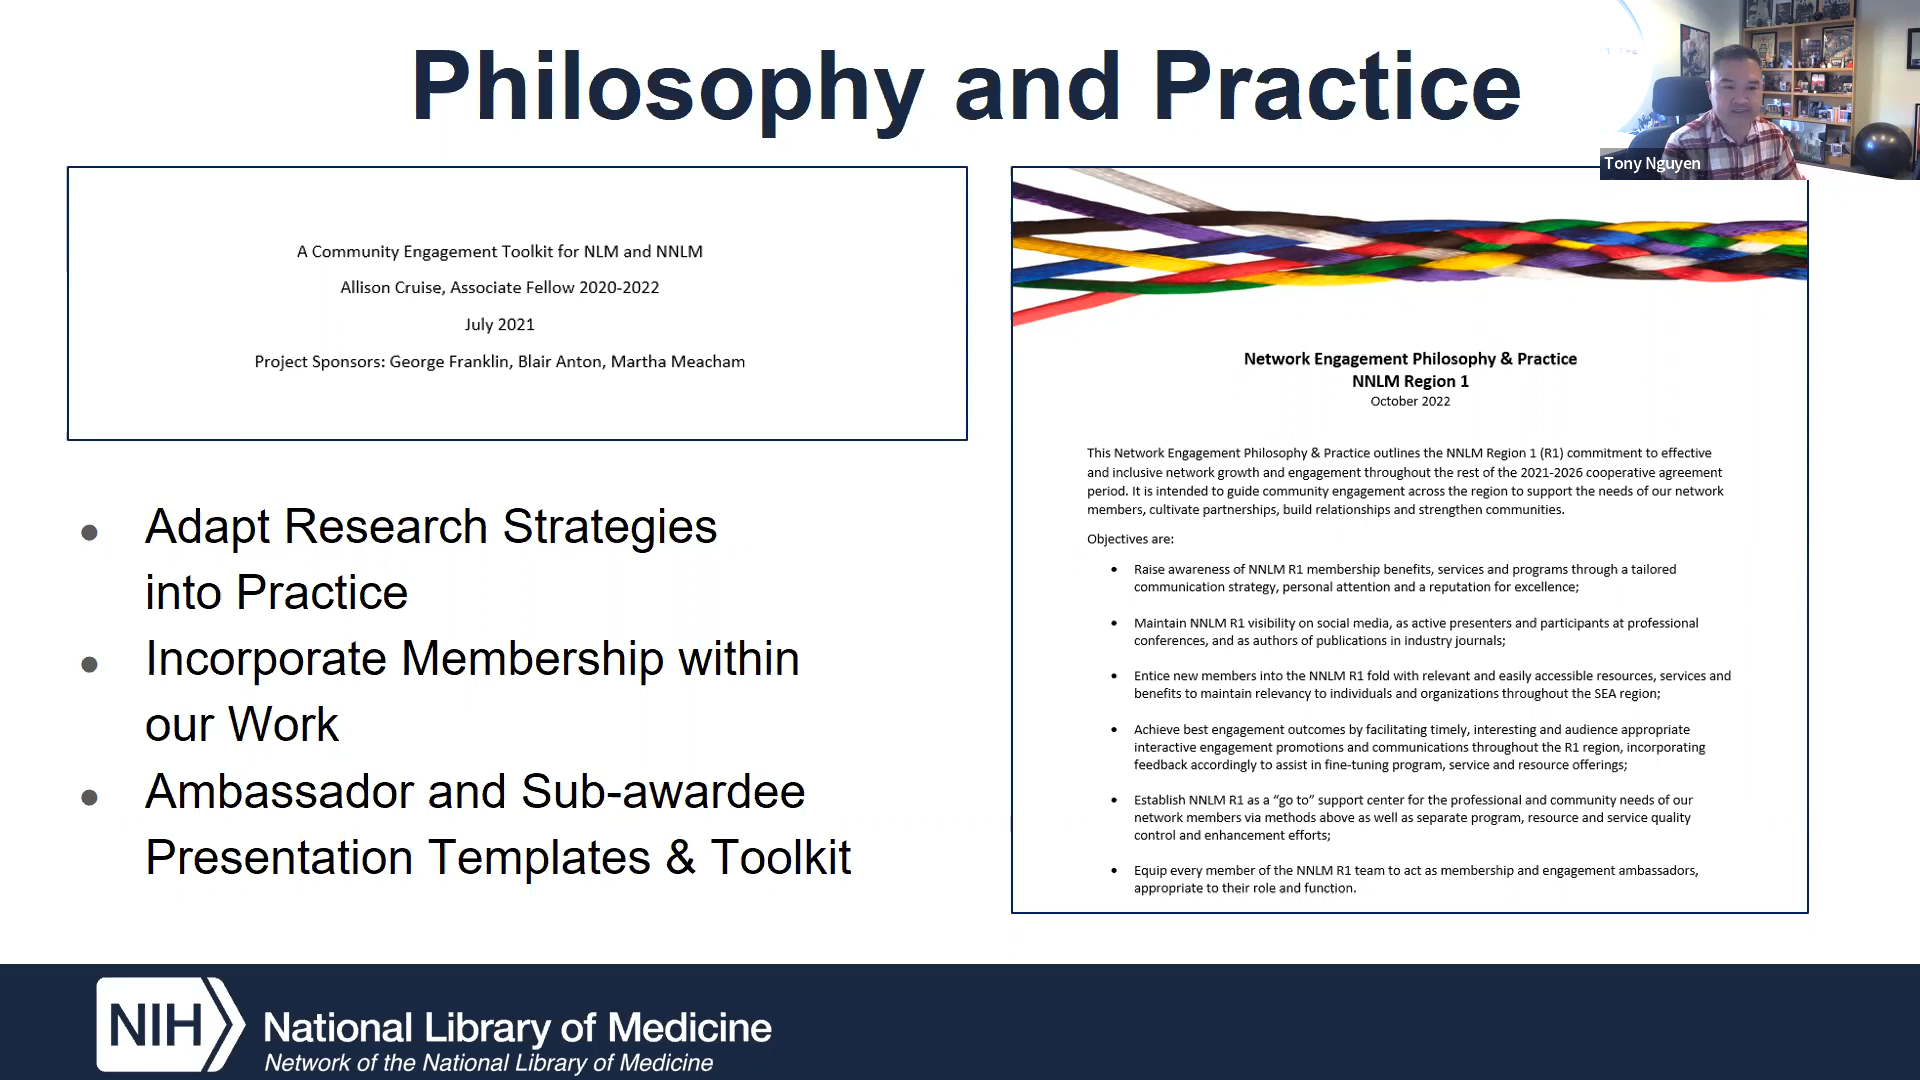 Philosophy and Practice
Tony Nguyen
A Community Engagement Toolkit for NLM and NNLM
Allison Cruise, Associate Fellow 2020-2022
July 2021
Project Sponsors: George Franklin, Blair Anton, Martha Meacham
Adapt Research Strategies
into Practice
Incorporate Membership within
our Work
Ambassador and Sub-awardee
Presentation Templates & Toolkit
Network Engagement Philosophy & Practice
NNLM Region 1
October 2022
This Network Engagement Philosophy & Practice outlines the NNLM Region 1 (R1) commitment to effective
and inclusive network growth and engagement throughout the rest of the 2021-2026 cooperative agreement
period. It is intended to guide community engagement across the region to support the needs of our network
members, cultivate partnerships, build relationships and strengthen communities.
Objectives are:
• Raise awareness of NNLM R1 membership benefits, services and programs through a tailored
communication strategy, personal attention and a reputation for excellence;
• Maintain NNLM R1 visibility on social media, as active presenters and participants at professional
conferences, and as authors of publications in industry journals;
• Entice new members into the NNLM R1 fold with relevant and easily accessible resources, services and
benefits to maintain relevancy to individuals and organizations throughout the SEA region;
• Achieve best engagement outcomes by facilitating timely, interesting and audience appropriate
interactive engagement promotions and communications throughout the R1 region, incorporating
feedback accordingly to assist in fine-tuning program, service and resource offerings;
• Establish NNLM R1 as a “go to” support center for the professional and community needs of our
network members via methods above as well as separate program, resource and service quality
control and enhancement efforts;
• Equip every member of the NNLM R1 team to act as membership and engagement ambassadors,
appropriate to their role and function.
NIH
National Library of Medicine
Network of the National Library of Medicine